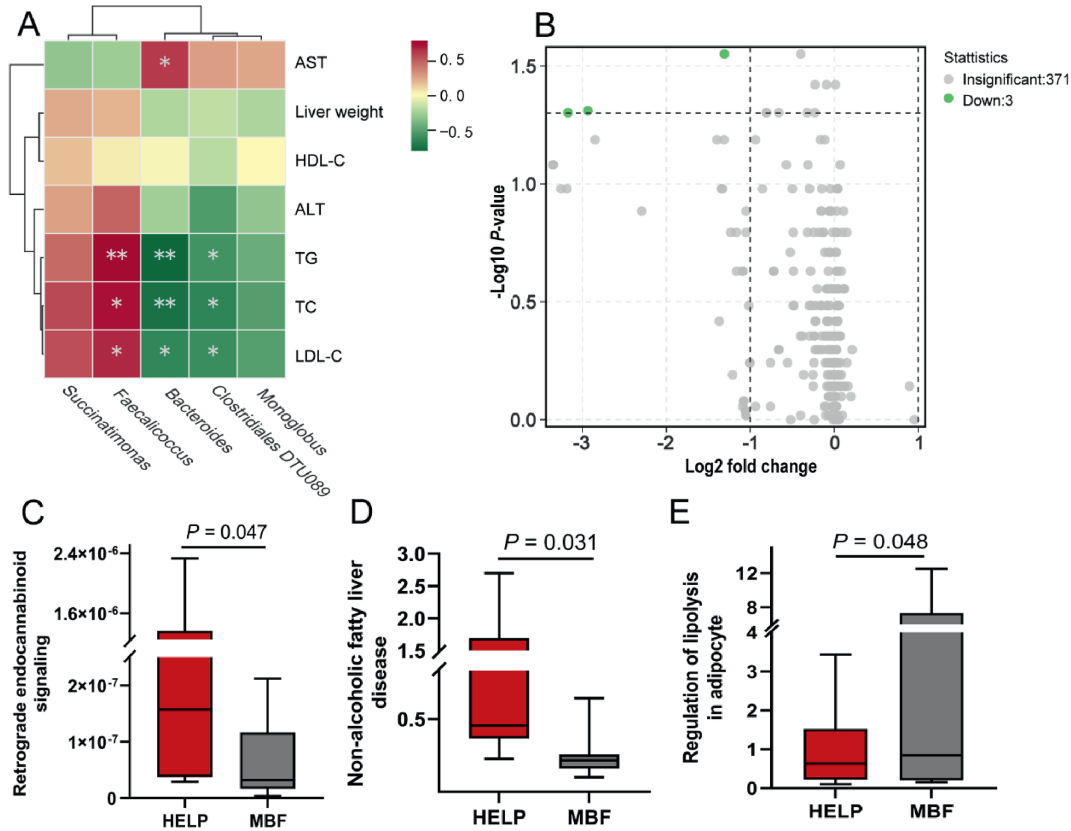 A
AST
Liver weight
HDL-C
ALT
TG
TC
LDL-C
*
** ** *
* ** *
* * *
Succinatimonas
Faecalicoccus
Bacteroides
Clostridiales DTU089
Monoglobus
0.5
0.0
−0.5
B
-Log10 P-value
1.5
1.0
0.5
0.0
-3 -2 -1 0 1
Log2 fold change
Stattistics
Insignificant:371
Down:3
C
Retrograde endocannabinoid
signaling
P = 0.047
2.4×10⁻⁶
1.6×10⁻⁶
2×10⁻⁷
1×10⁻⁷
0
HELP MBF
D
Non-alcoholic fatty liver
disease
P = 0.031
3.0
2.5
2.0
1.5
0.5
HELP MBF
E
Regulation of lipolysis
in adipocyte
P = 0.048
12
8
4
2
1
0
HELP MBF